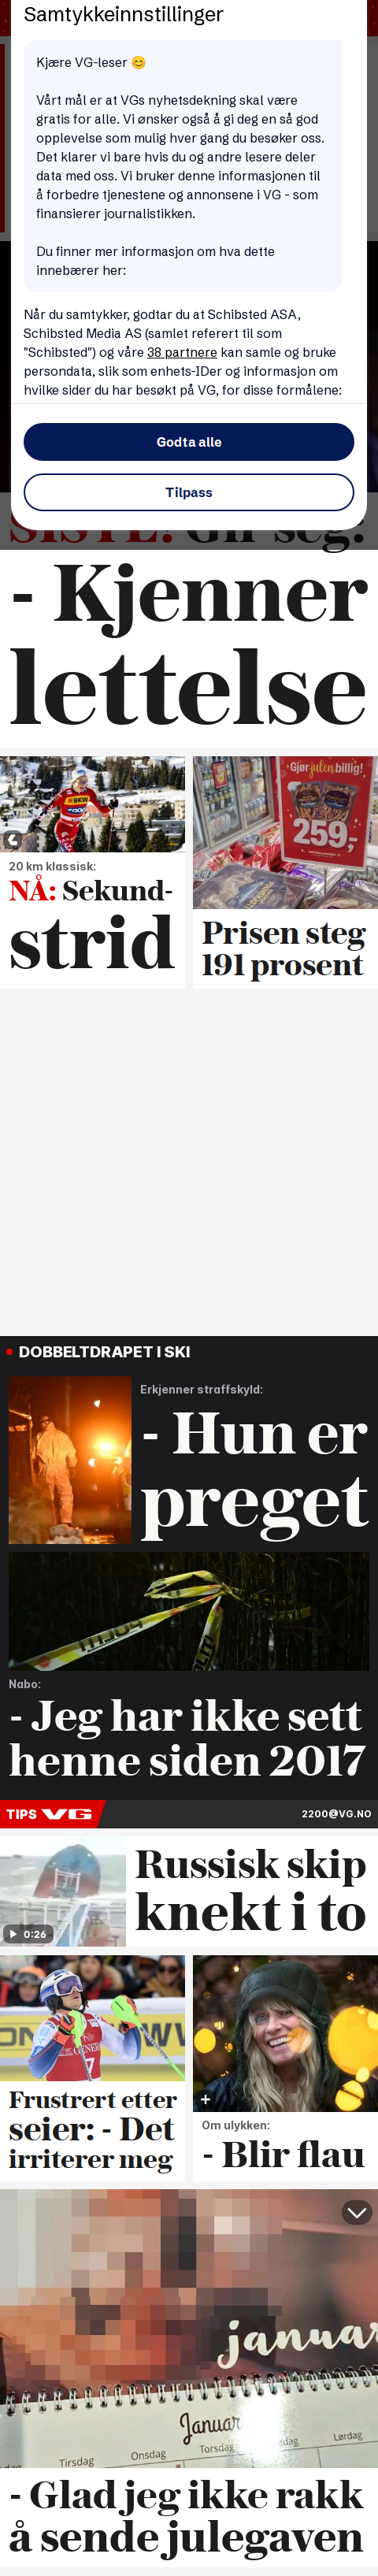 Samtykkeinnstillinger
Kjære VG-leser 😊
Vårt mål er at VGs nyhetsdekning skal være
gratis for alle. Vi ønsker også å gi deg en så god
opplevelse som mulig hver gang du besøker oss.
Det klarer vi bare hvis du og andre lesere deler
data med oss. Vi bruker denne informasjonen til
å forbedre tjenestene og annonsene i VG - som
finansierer journalistikken.
Du finner mer informasjon om hva dette
innebærer her:
Når du samtykker, godtar du at Schibsted ASA,
Schibsted Media AS (samlet referert til som
"Schibsted") og våre 38 partnere kan samle og bruke
persondata, slik som enhets-IDer og informasjon om
hvilke sider du har besøkt på VG, for disse formålene:
Godta alle
Tilpass
SISTE: Gir seg:
- Kjenner
lettelse
BKW
Gjør julen billig!
259,-
20 km klassisk:
NÅ: Sekund-
strid
Prisen steg
191 prosent
DOBBELTDRAPET I SKI
Erkjenner straffskyld:
- Hun er
preget
POLITI
Nabo:
- Jeg har ikke sett
henne siden 2017
TIPS VG
2200@VG.NO
0:26
Russisk skip
knekt i to
Frustrert etter
seier: - Det
irriterer meg
Om ulykken:
- Blir flau
januar
Januar
Tirsdag
Onsdag
Torsdag
Lørdag
- Glad jeg ikke rakk
å sende julegaven